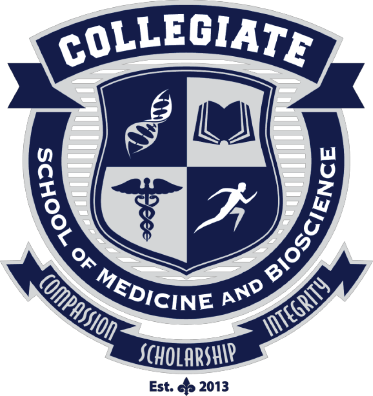 COLLEGIATE
SCHOOL OF MEDICINE AND BIOSCIENCE
COMPASSION
SCHOLARSHIP
INTEGRITY
Est. 2013